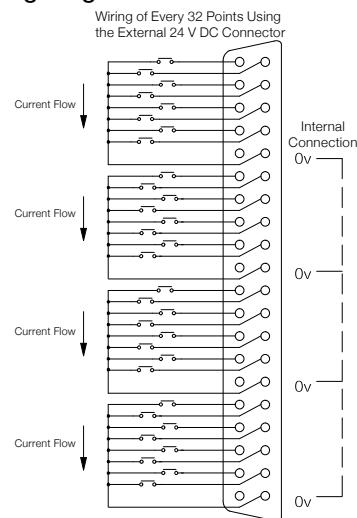 Wiring of Every 32 Points Using
the External 24 V DC Connector
Current Flow
Internal
Connection
0v
Current Flow
0v
Current Flow
0v
Current Flow
0v